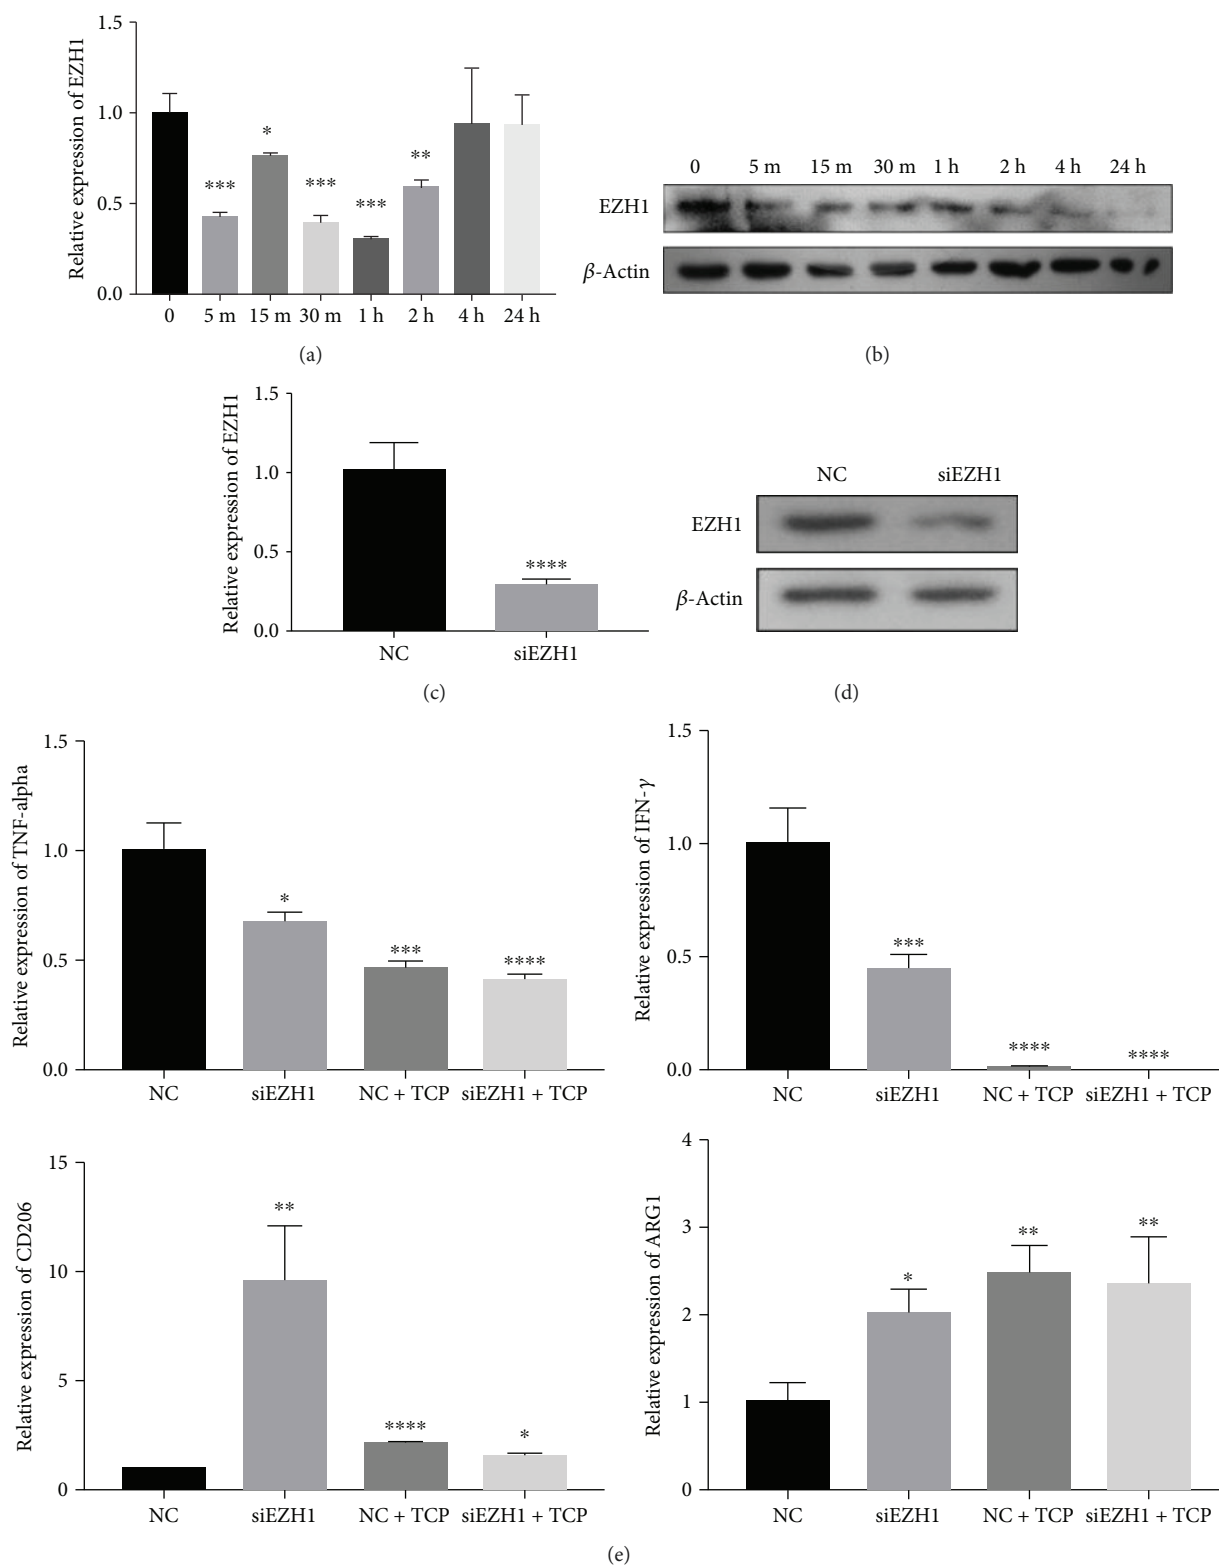 Relative expression of EZH1
1.5
1.0
0.5
0.0
*
***
***
***
**
0 5 m 15 m 30 m 1 h 2 h 4 h 24 h
(a)
0 5 m 15 m 30 m 1 h 2 h 4 h 24 h
EZH1
β-Actin
(b)
Relative expression of EZH1
1.5
1.0
0.5
0.0
****
NC siEZH1
(c)
NC siEZH1
EZH1
β-Actin
(d)
Relative expression of TNF-alpha
1.5
1.0
0.5
0.0
*
***
****
NC siEZH1 NC + TCP siEZH1 + TCP
Relative expression of IFN-γ
1.5
1.0
0.5
0.0
***
****
****
NC siEZH1 NC + TCP siEZH1 + TCP
Relative expression of CD206
15
10
5
0
**
****
*
NC siEZH1 NC + TCP siEZH1 + TCP
Relative expression of ARG1
4
3
2
1
0
*
**
**
NC siEZH1 NC + TCP siEZH1 + TCP
(e)